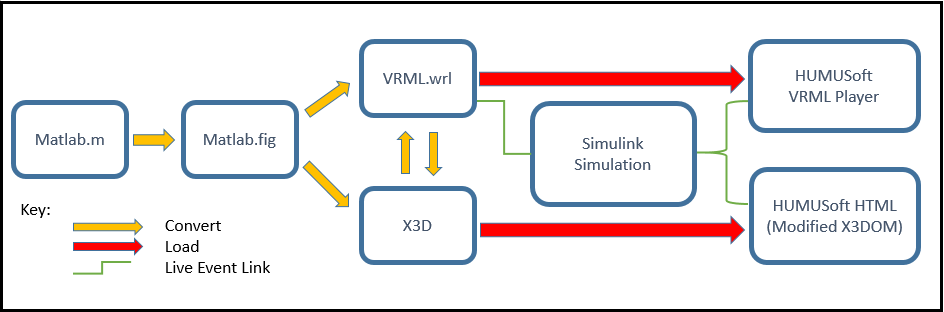 Matlab.m
Matlab.fig
VRML.wrl
X3D
Simulink
Simulation
HUMUSoft
VRML Player
HUMUSoft HTML
(Modified X3DOM)
Key:
Convert
Load
Live Event Link